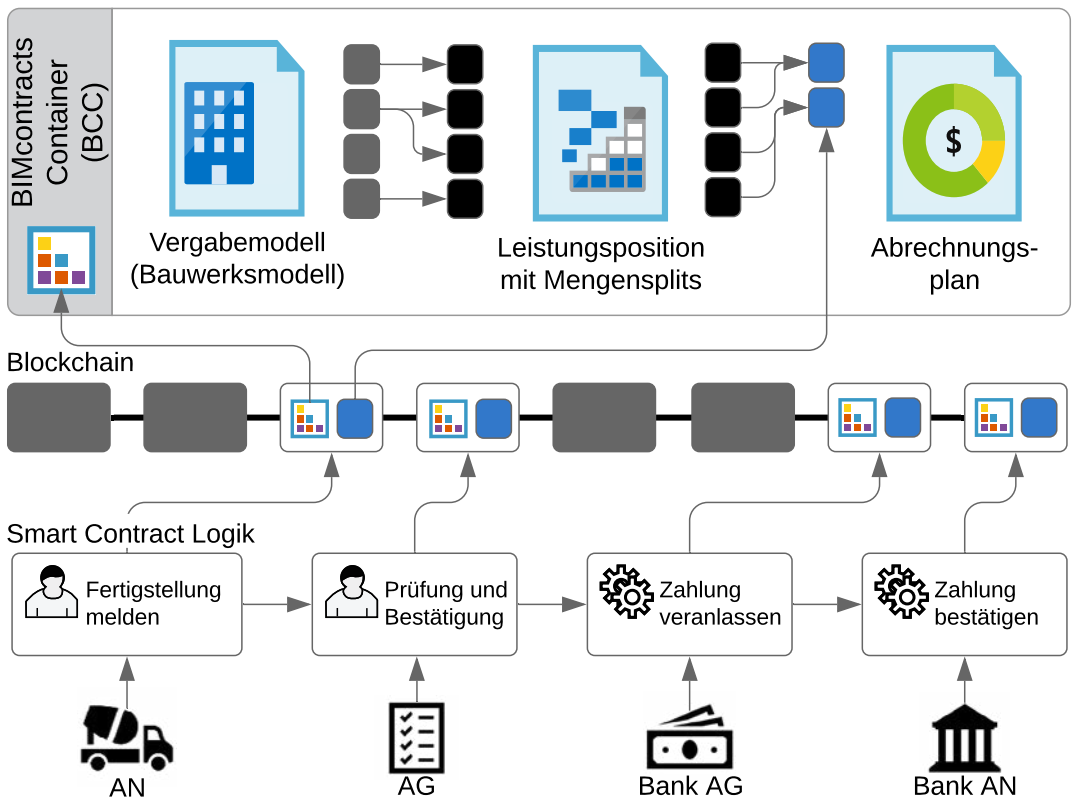 BIMcontracts
Container
(BCC)
Vergabemodell
(Bauwerksmodell)
Leistungsposition
mit Mengensplits
$
Abrechnungs-
plan
Blockchain
Smart Contract Logik
Fertigstellung
melden
Prüfung und
Bestätigung
Zahlung
veranlassen
Zahlung
bestätigen
AN
AG
Bank AG
Bank AN